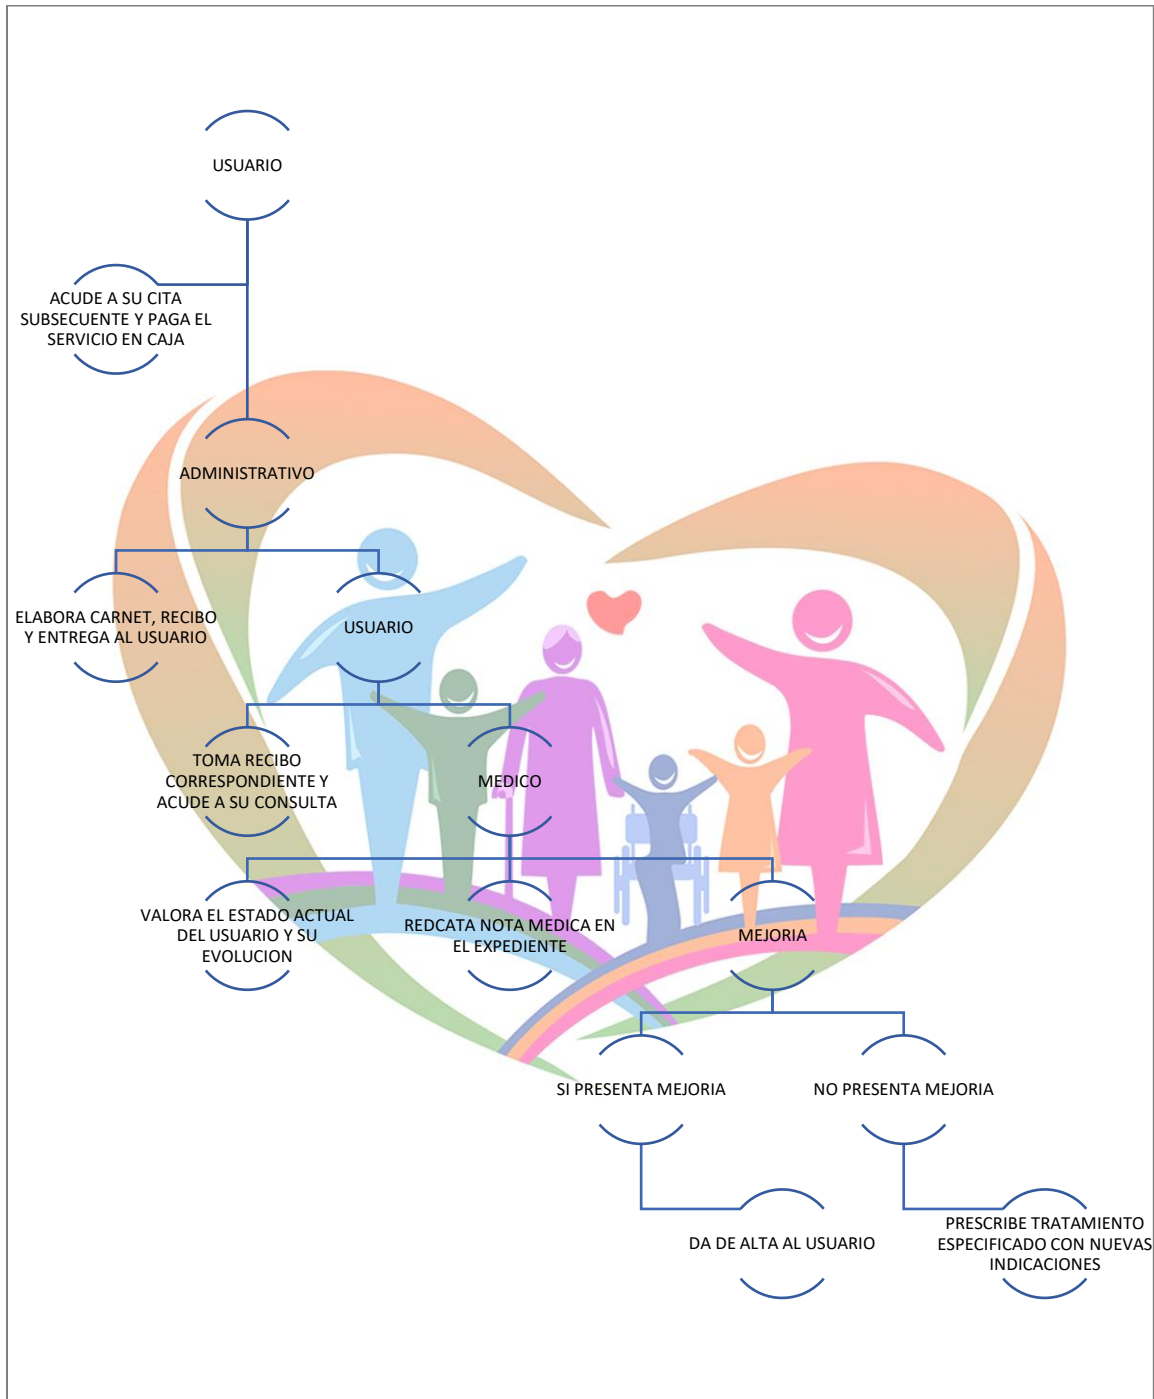 USUARIO
ACUDE A SU CITA
SUBSECUENTE Y PAGA EL
SERVICIO EN CAJA
ADMINISTRATIVO
ELABORA CARNET, RECIBO
Y ENTREGA AL USUARIO
USUARIO
TOMA RECIBO
CORRESPONDIENTE Y
ACUDE A SU CONSULTA
MEDICO
VALORA EL ESTADO ACTUAL
DEL USUARIO Y SU
EVOLUCION
REDCATA NOTA MEDICA EN
EL EXPEDIENTE
MEJORIA
SI PRESENTA MEJORIA
NO PRESENTA MEJORIA
DA DE ALTA AL USUARIO
PRESCRIBE TRATAMIENTO
ESPECIFICADO CON NUEVAS
INDICACIONES